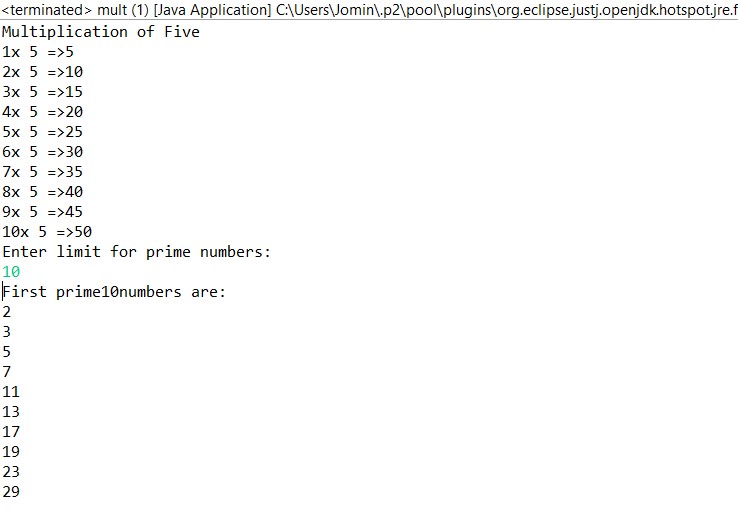 <terminated> mult (1) [Java Application] C:\Users\Jomin\.p2\pool\plugins\org.eclipse.justj.openjdk.hotspot.jre.f
Multiplication of Five
1x 5 =>5
2x 5 =>10
3x 5 =>15
4x 5 =>20
5x 5 =>25
6x 5 =>30
7x 5 =>35
8x 5 =>40
9x 5 =>45
10x 5 =>50
Enter limit for prime numbers:
10
First prime10numbers are:
2
3
5
7
11
13
17
19
23
29